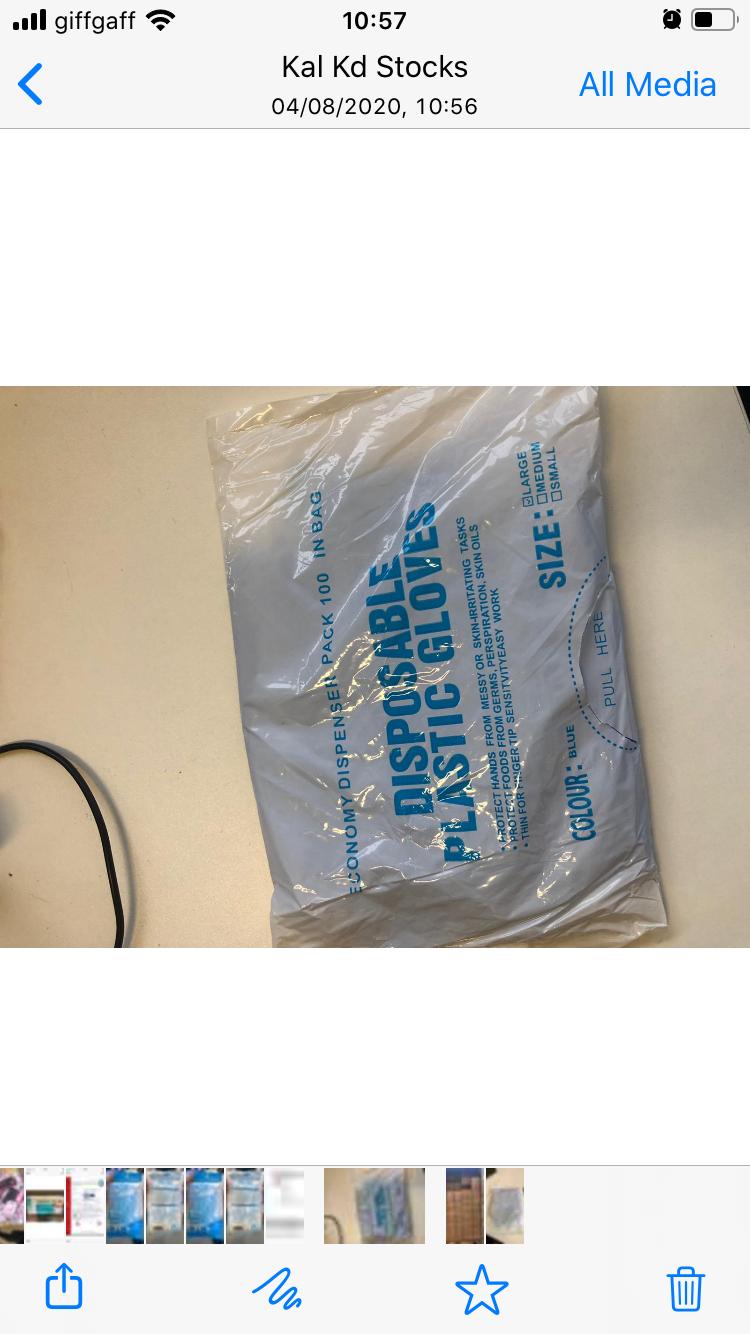 giffgaff
10:57
Kal Kd Stocks
04/08/2020, 10:56
All Media
ECONOMY DISPENSER PACK 100 IN BAG
DISPOSABLE
PLASTIC GLOVES
• PROTECT HANDS FROM MESSY OR SKIN-IRRITATING TASKS
• PROTECT FOODS FROM GERMS, PERSPIRATION, SKIN OILS
• THIN FOR FINGER TIP SENSITVITYEASY WORK
COLOUR: BLUE
SIZE: ☑LARGE
☐MEDIUM
☐SMALL
PULL HERE